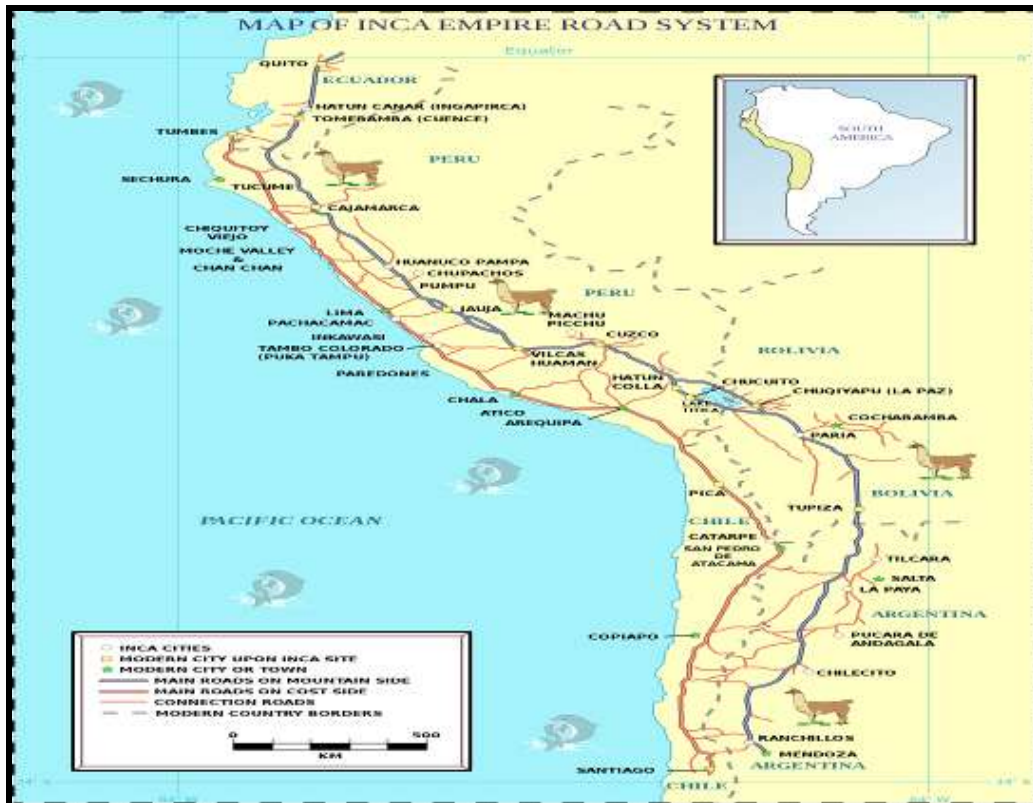 MAP OF INCA EMPIRE ROAD SYSTEM
84° W
Equator
0°
QUITO
ECUADOR
HATUN CANAR (INGAPIRCA)
TOMEBAMBA (CUENCE)
TUMBES
PERU
SECHURA
TUCUME
CAJAMARCA
CHIQUITOY
VIEJO
MOCHE VALLEY
&
CHAN CHAN
HUANUCO PAMPA
CHUPACHOS
PUMPU
SOUTH
AMERICA
PERU
LIMA
JAUJA
PACHACAMAC
MACHU
PICCHU
INKAWASI
CUZCO
TAMBO COLORADO
(PUKA TAMPU)
VILCAS
HUAMAN
BOLIVIA
PAREDONES
HATUN
COLLA
CHUCUITO
CHUQIYAPU (LA PAZ)
CHALA
LAKE
ATICO
AREQUIPA
COCHABAMBA
PARIA
PICA
BOLIVIA
TUPIZA
PACIFIC OCEAN
CHILE
CATARPE
SAN PEDRO
DE
ATACAMA
TILCARA
SALTA
LA PAYA
ARGENTINA
COPIAPO
PUCARA DE
ANDAGALA
CHILECITO
RANCHILLOS
MENDOZA
ARGENTINA
SANTIAGO
CHILE
INCA CITIES
MODERN CITY UPON INCA SITE
MODERN CITY OR TOWN
MAIN ROADS ON MOUNTAIN SIDE
MAIN ROADS ON COST SIDE
CONNECTION ROADS
MODERN COUNTRY BORDERS
0 500
KM